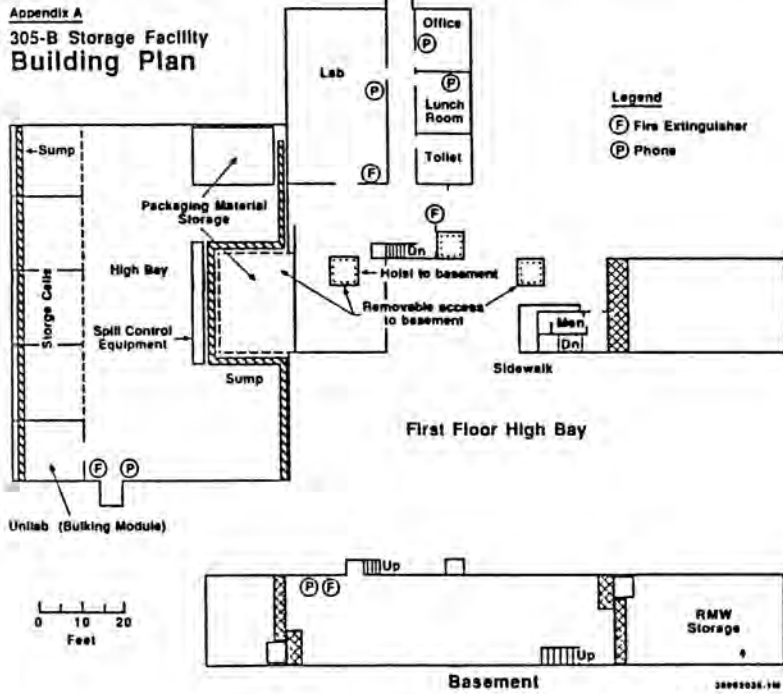 Appendix A
305-B Storage Facility
Building Plan
Office
P
Lab
P
P
Lunch
Room
Toilet
F
Legend
F Fire Extinguisher
P Phone
Sump
Packaging Material
Storage
F
Dn
High Bay
Hoist to basement
Removable access
to basement
Storge Cells
Spill Control
Equipment
Men
Dn
Sump
Sidewalk
First Floor High Bay
F P
Unilab (Bulking Module)
Up
P F
0 10 20
Feet
RMW
Storage
Up
Basement